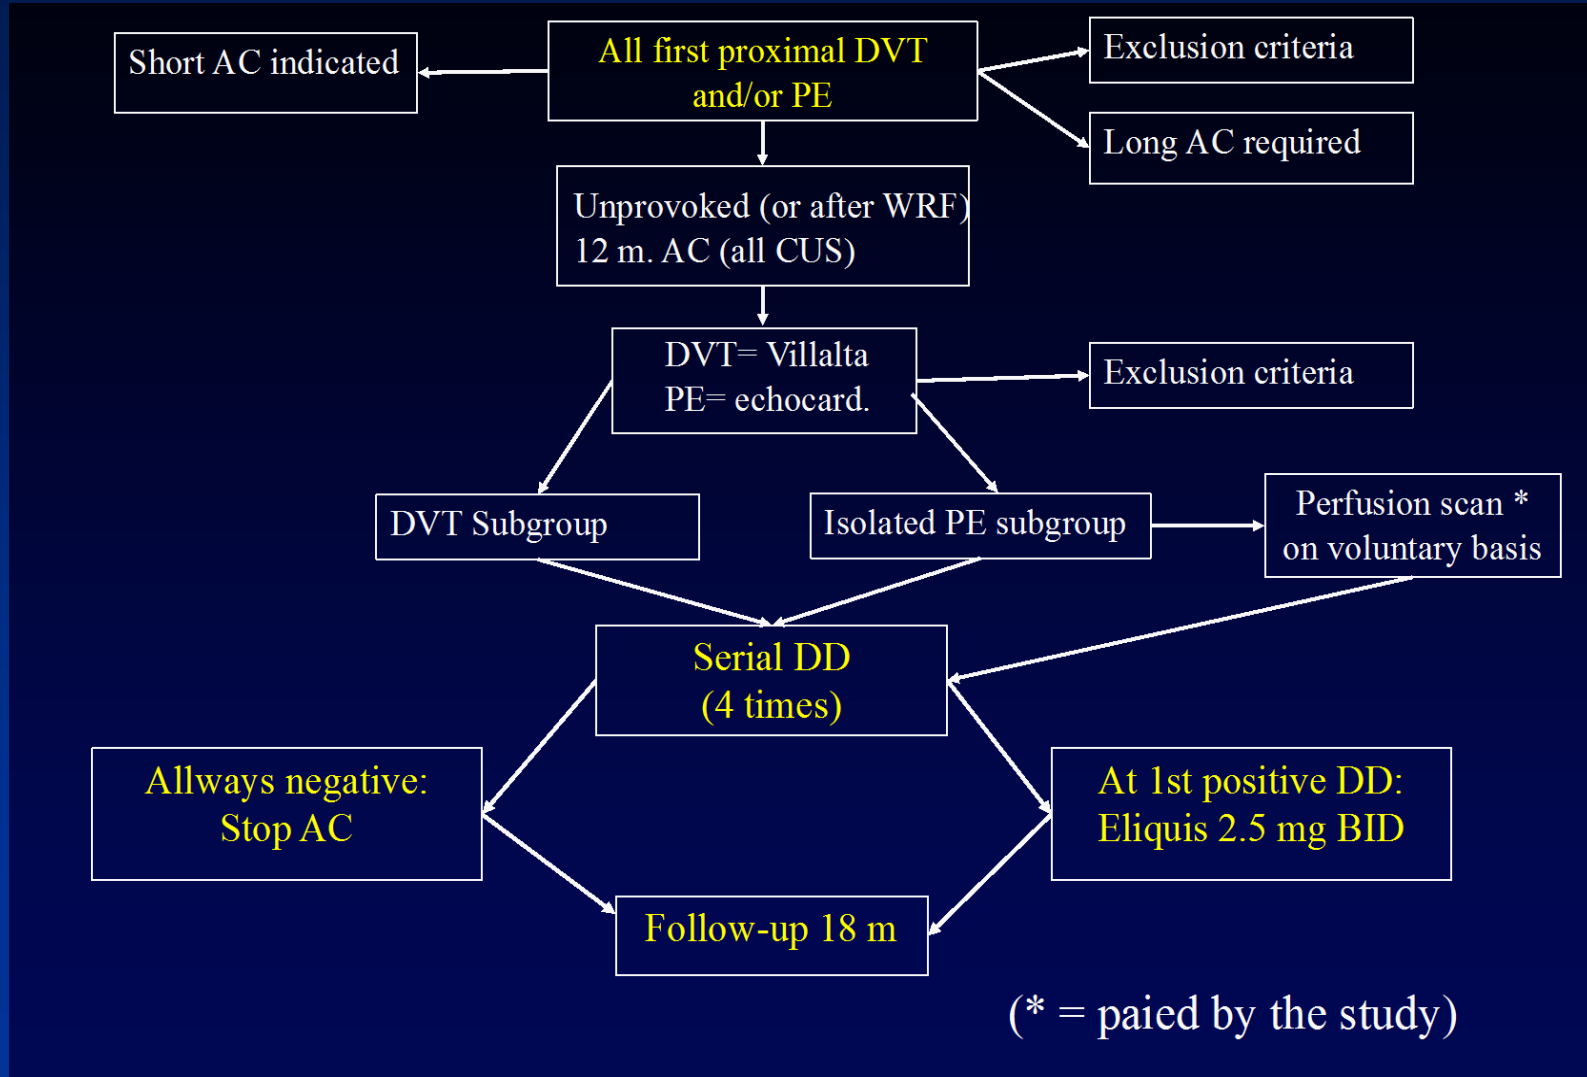 Short AC indicated
All first proximal DVT
and/or PE
Exclusion criteria
Long AC required
Unprovoked (or after WRF)
12 m. AC (all CUS)
DVT= Villalta
PE= echocard.
Exclusion criteria
DVT Subgroup
Isolated PE subgroup
Perfusion scan *
on voluntary basis
Serial DD
(4 times)
Allways negative:
Stop AC
At 1st positive DD:
Eliquis 2.5 mg BID
Follow-up 18 m
(* = paied by the study)